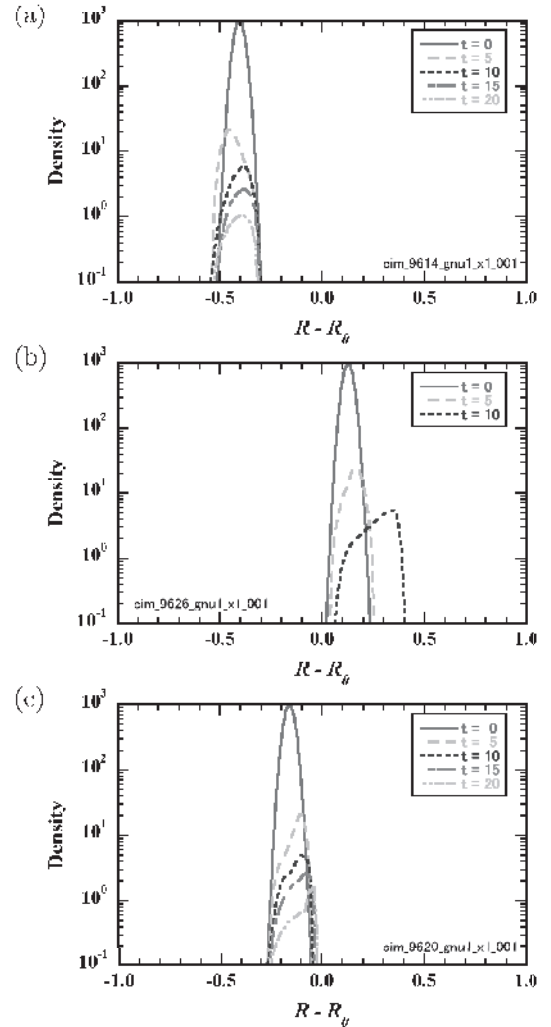 (a)
10³
10²
10¹
10⁰
10⁻¹
Density
t = 0
t = 5
t = 10
t = 15
t = 20
cim_9614_gnu1_x1_001
-1.0 -0.5 0.0 0.5 1.0
R - R₀
(b)
10³
10²
10¹
10⁰
10⁻¹
Density
t = 0
t = 5
t = 10
cim_9626_gnu1_x1_001
-1.0 -0.5 0.0 0.5 1.0
R - R₀
(c)
10³
10²
10¹
10⁰
10⁻¹
Density
t = 0
t = 5
t = 10
t = 15
t = 20
cim_9620_gnu1_x1_001
-1.0 -0.5 0.0 0.5 1.0
R - R₀